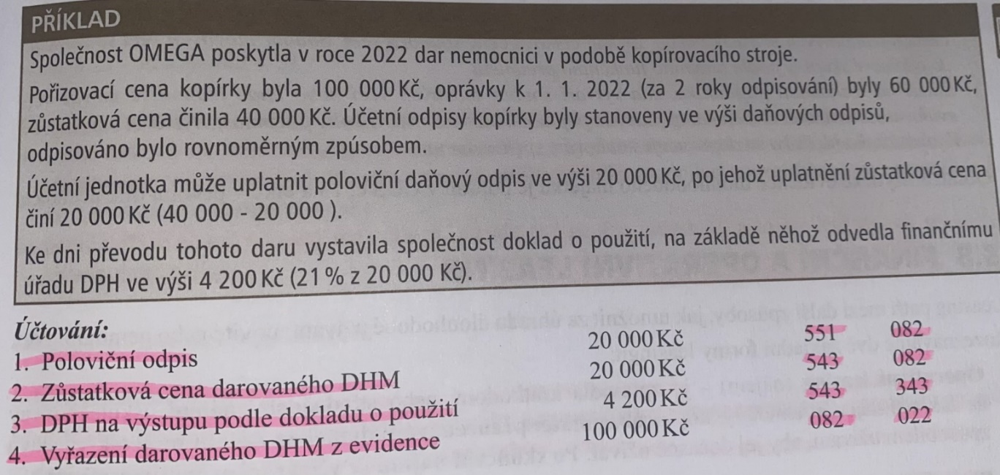 PŘÍKLAD
Společnost OMEGA poskytla v roce 2022 dar nemocnici v podobě kopírovacího stroje.
Pořizovací cena kopírky byla 100 000 Kč, oprávky k 1. 1. 2022 (za 2 roky odpisování) byly 60 000 Kč,
zůstatková cena činila 40 000 Kč. Účetní odpisy kopírky byly stanoveny ve výši daňových odpisů,
odpisováno bylo rovnoměrným způsobem.
Účetní jednotka může uplatnit poloviční daňový odpis ve výši 20 000 Kč, po jehož uplatnění zůstatková cena
činí 20 000 Kč (40 000 - 20 000 ).
Ke dni převodu tohoto daru vystavila společnost doklad o použití, na základě něhož odvedla finančnímu
úřadu DPH ve výši 4 200 Kč (21 % z 20 000 Kč).
Účtování:
1. Poloviční odpis 20 000 Kč 551 082
2. Zůstatková cena darovaného DHM 20 000 Kč 543 082
3. DPH na výstupu podle dokladu o použití 4 200 Kč 543 343
4. Vyřazení darovaného DHM z evidence 100 000 Kč 082 022